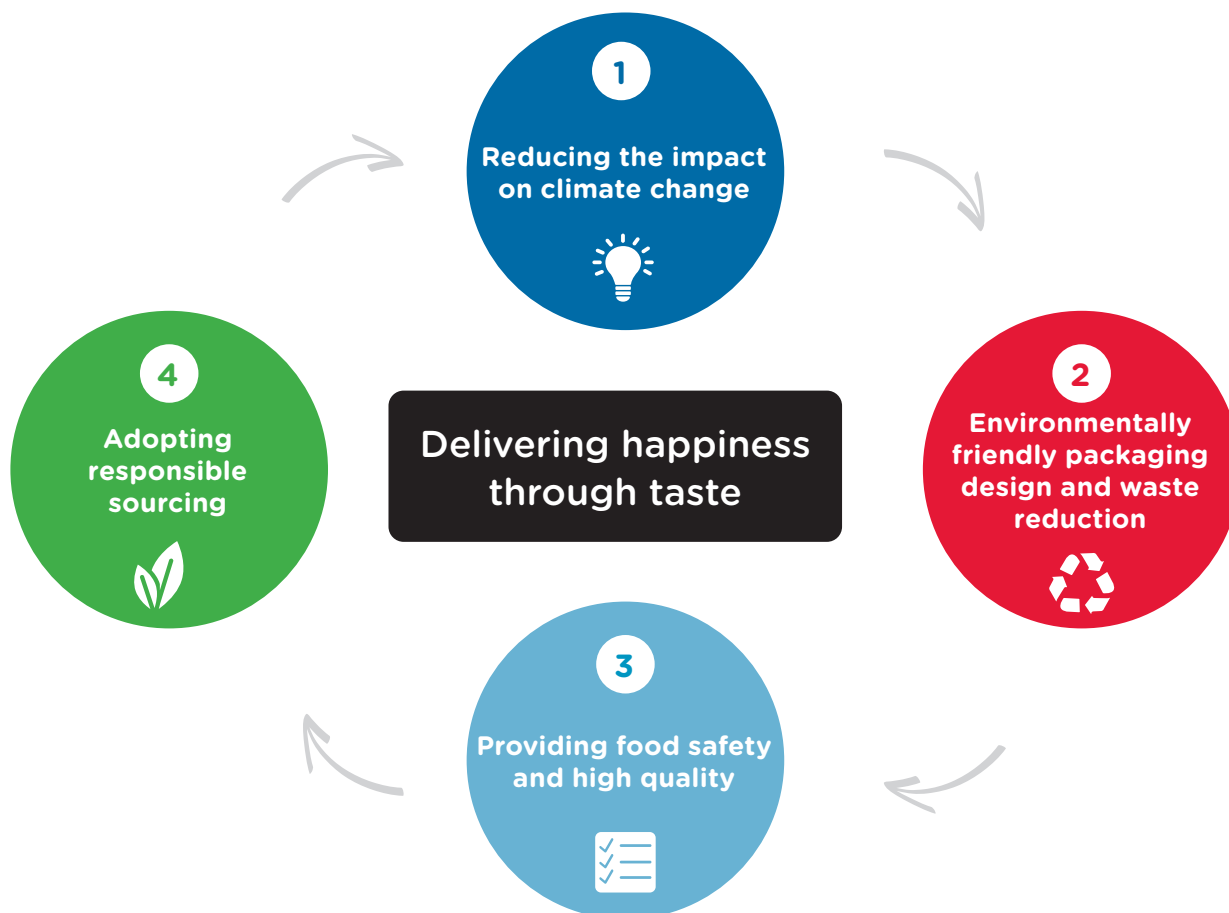 1
Reducing the impact
on climate change
4
Adopting
responsible
sourcing
Delivering happiness
through taste
2
Environmentally
friendly packaging
design and waste
reduction
3
Providing food safety
and high quality